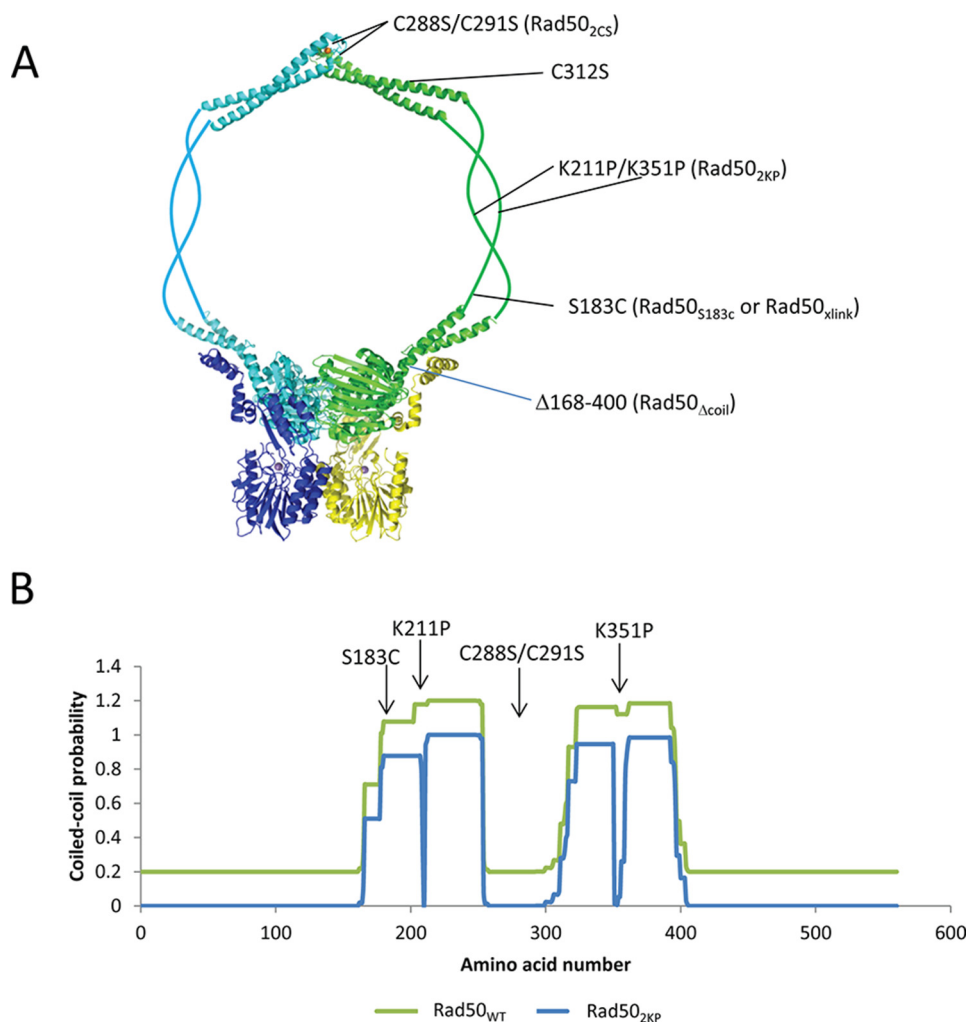 A
C288S/C291S (Rad50₂CS)
C312S
K211P/K351P (Rad50₂KP)
S183C (Rad50S183c or Rad50xlink)
Δ168-400 (Rad 50Δcoil)
B
K211P
K351P
S183C
C288S/C291S
1.4
1.2
1
0.8
0.6
0.4
0.2
0
Coiled-coil probability
0 100 200 300 400 500 600
Amino acid number
Rad50WT Rad50₂KP